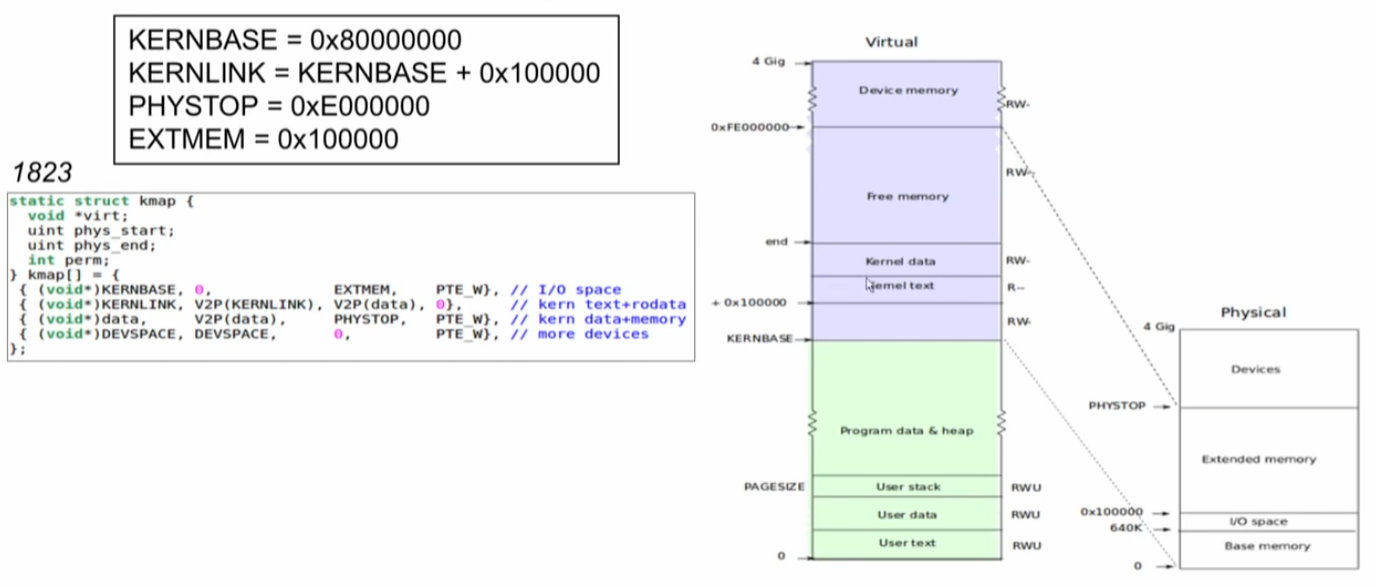 KERNBASE = 0x80000000
KERNLINK = KERNBASE + 0x100000
PHYSTOP = 0xE000000
EXTMEM = 0x100000
1823
static struct kmap {
void *virt;
uint phys_start;
uint phys_end;
int perm;
} kmap[] = {
{ (void*)KERNBASE, 0, EXTMEM, PTE_W}, // I/O space
{ (void*)KERNLINK, V2P(KERNLINK), V2P(data), 0}, // kern text+rodata
{ (void*)data, V2P(data), PHYSTOP, PTE_W}, // kern data+memory
{ (void*)DEVSPACE, DEVSPACE, 0, PTE_W}, // more devices
};
Virtual
4 Gig
Device memory
RW-
0xFE000000
RW-
Free memory
end
Kernel data
RW-
Kernel text
R--
+ 0x100000
RW-
KERNBASE
Program data & heap
PAGESIZE
User stack
RWU
User data
RWU
User text
RWU
0
Physical
4 Gig
Devices
PHYSTOP
Extended memory
0x100000
I/O space
640K
Base memory
0